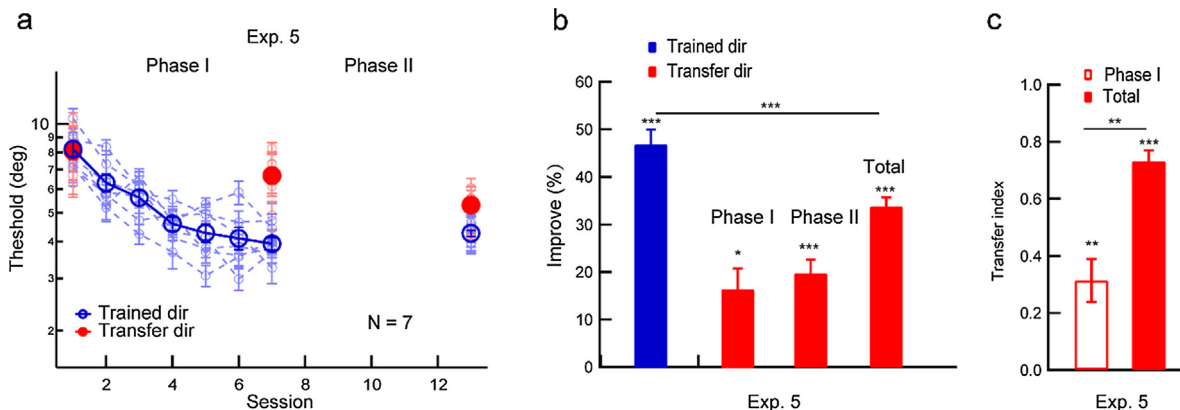 a
Exp. 5
Phase I
Phase II
10
9
8
7
6
5
4
3
2
Theshold (deg)
Trained dir
Transfer dir
N = 7
2 4 6 8 10 12
Session
b
Trained dir
Transfer dir
60
50
40
30
20
10
0
Improve (%)
***
***
Phase I
*
Phase II
***
Total
***
Exp. 5
c
Phase I
Total
1.0
0.8
0.6
0.4
0.2
0.0
Transfer index
**
**
***
Exp. 5